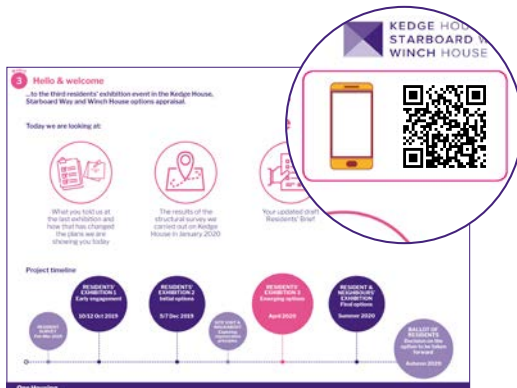 KEDGE HOU
STARBOARD W
WINCH HOUSE
3 Hello & welcome
...to the third residents' exhibition event in the Kedge House,
Starboard Way and Winch House options appraisal.
Today we are looking at:
What you told us at
the last exhibition and
how that has changed
the plans we are
showing you today
The results of the
structural survey we
carried out on Kedge
House in January 2020
Your updated draft
Residents' Brief
Project timeline
RESIDENTS'
EXHIBITION 1
Early engagement
10/12 Oct 2019
RESIDENTS'
EXHIBITION 2
Initial options
5/7 Dec 2019
RESIDENTS'
EXHIBITION 3
Emerging options
April 2020
RESIDENT &
NEIGHBOURS'
EXHIBITION
Final options
Summer 2020
BALLOT OF
RESIDENTS
Decision on the
option to be taken
forward
Autumn 2020
One Housing